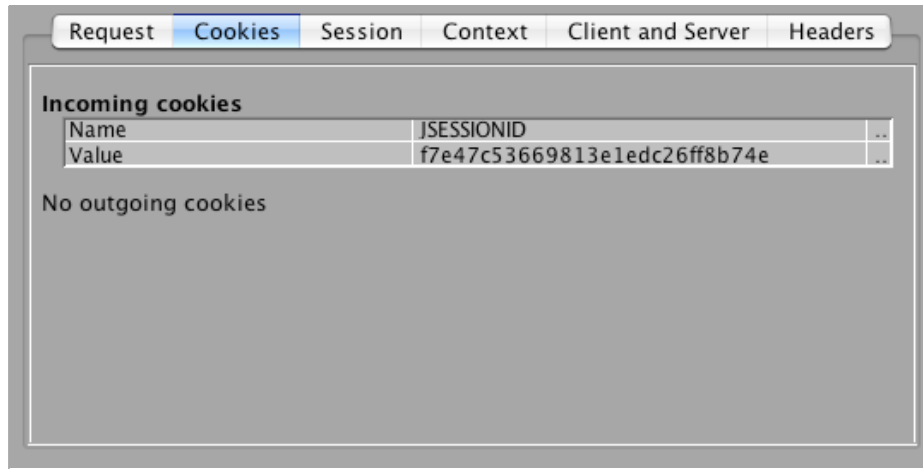 Request Cookies Session Context Client and Server Headers
Incoming cookies
Name JSESSIONID ..
Value f7e47c53669813e1edc26ff8b74e ..
No outgoing cookies